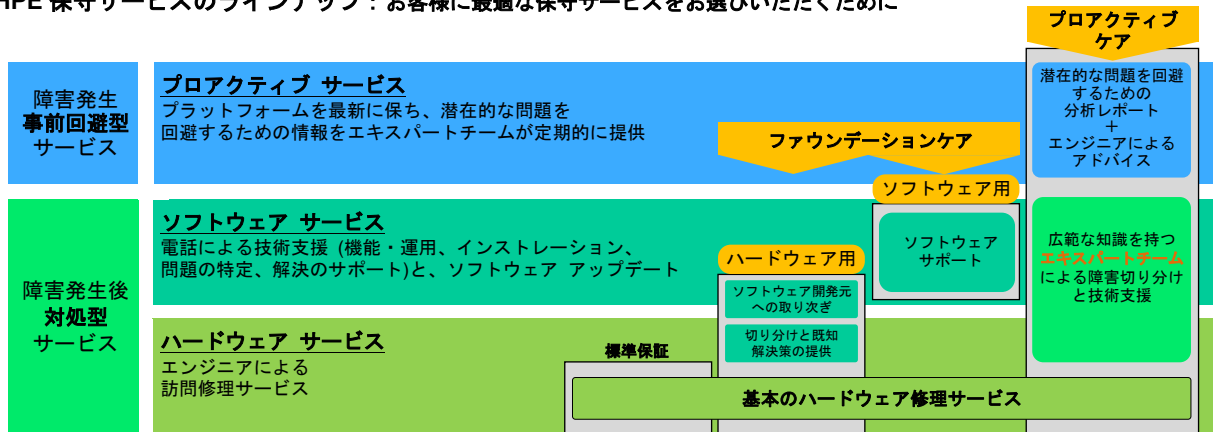 HPE 保守サービスのラインナップ：お客様に最適な保守サービスをお選びいただくために
プロアクティブ
ケア
障害発生
事前回避型
サービス
プロアクティブ サービス
プラットフォームを最新に保ち、潜在的な問題を
回避するための情報をエキスパートチームが定期的に提供
ファウンデーションケア
潜在的な問題を回避
するための
分析レポート
＋
エンジニアによる
アドバイス
ソフトウェア用
障害発生後
対処型
サービス
ソフトウェア サービス
電話による技術支援 (機能・運用、インストレーション、
問題の特定、解決のサポート)と、ソフトウェア アップデート
ソフトウェア
サポート
ハードウェア用
ソフトウェア開発元
への取り次ぎ
切り分けと既知
解決策の提供
広範な知識を持つ
エキスパートチーム
による障害切り分け
と技術支援
ハードウェア サービス
エンジニアによる
訪問修理サービス
標準保証
基本のハードウェア修理サービス